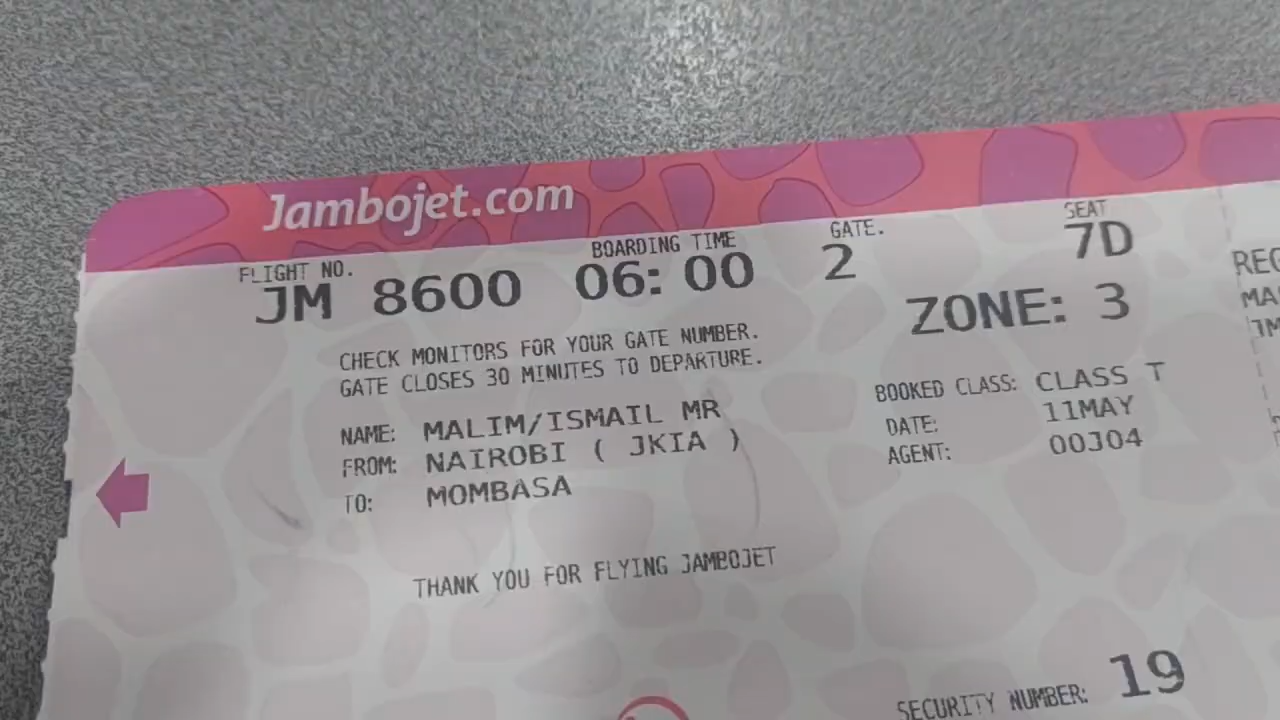 Jambojet.com
FLIGHT NO. BOARDING TIME GATE. SEAT
JM 8600 06:00 2 7D
ZONE: 3
CHECK MONITORS FOR YOUR GATE NUMBER.
GATE CLOSES 30 MINUTES TO DEPARTURE.
BOOKED CLASS: CLASS T
NAME: MALIM/ISMAIL MR
DATE: 11MAY
FROM: NAIROBI ( JKIA )
AGENT: 00J04
TO: MOMBASA
THANK YOU FOR FLYING JAMBOJET
SECURITY NUMBER: 19